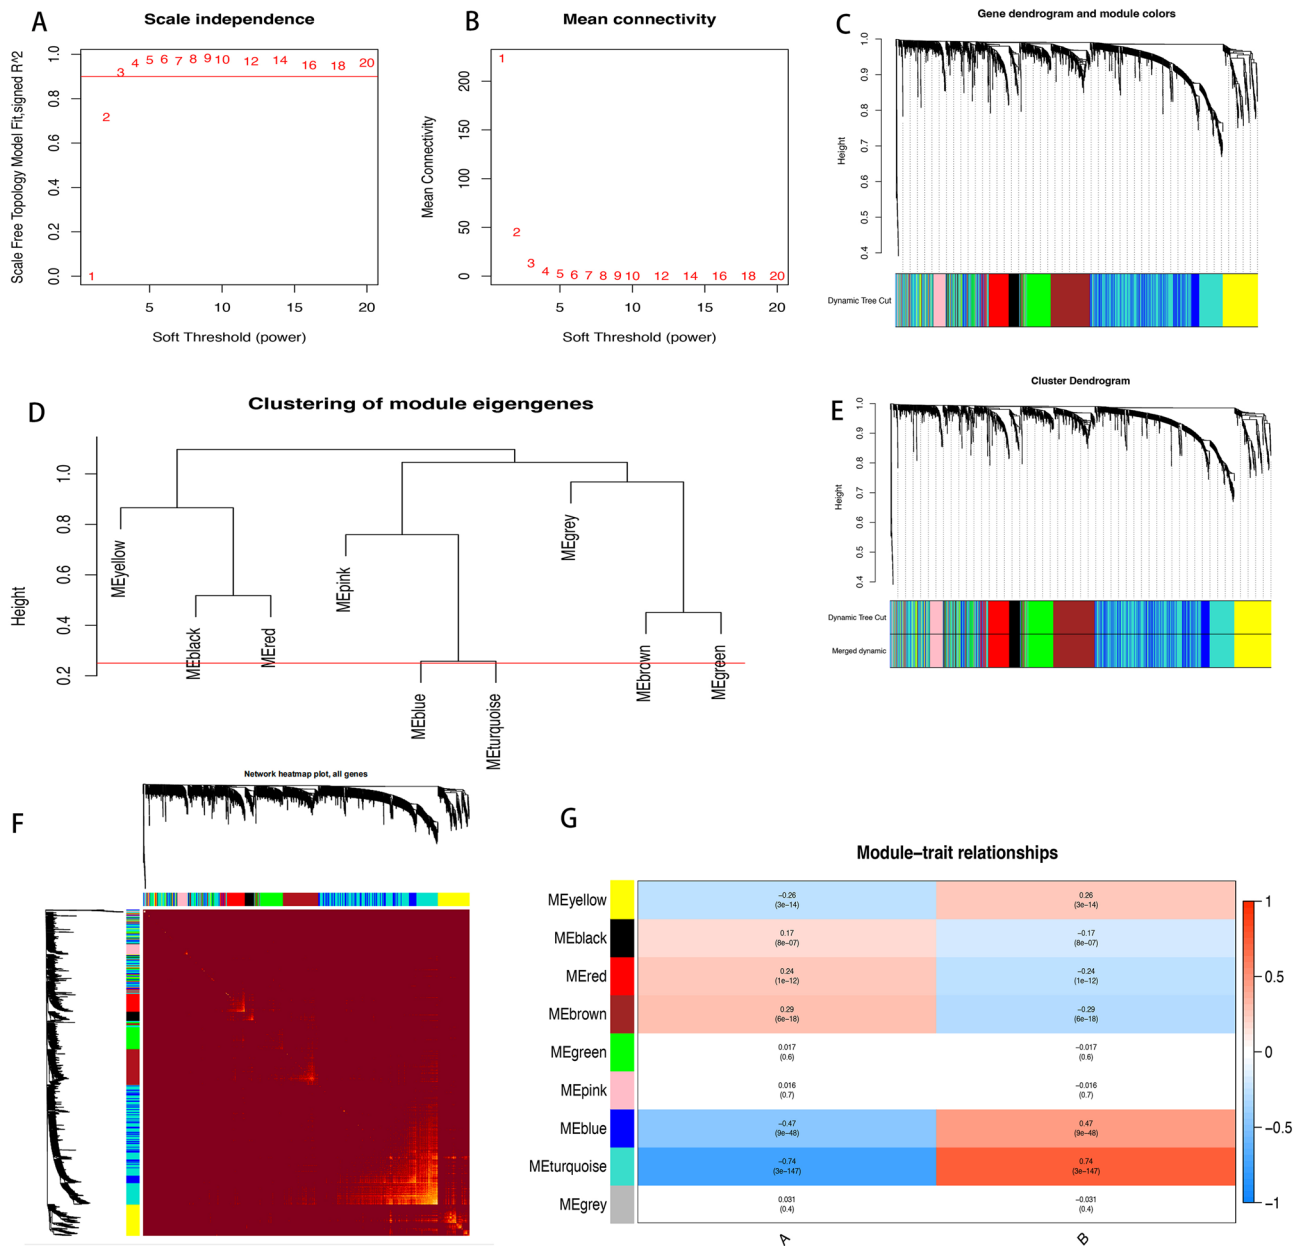 A
Scale independence
Scale Free Topology Model Fit,signed R^2
1.0
0.8
0.6
0.4
0.2
0.0
1 2 3 4 5 6 7 8 9 10 12 14 16 18 20
5 10 15 20
Soft Threshold (power)
B
Mean connectivity
Mean Connectivity
200
150
100
50
0
1 2 3 4 5 6 7 8 9 10 12 14 16 18 20
5 10 15 20
Soft Threshold (power)
C
Gene dendrogram and module colors
Height
1.0
0.9
0.8
0.7
0.6
0.5
0.4
Dynamic Tree Cut
D
Clustering of module eigengenes
Height
1.0
0.8
0.6
0.4
0.2
MEyellow
MEblack
MEred
MEpink
MEblue
MEturquoise
MEgrey
MEbrown
MEgreen
E
Cluster Dendrogram
Height
1.0
0.9
0.8
0.7
0.6
0.5
0.4
Dynamic Tree Cut
Merged dynamic
F
Network heatmap plot, all genes
G
Module–trait relationships
MEyellow
−0.26
(3e−14)
0.26
(3e−14)
MEblack
0.17
(8e−07)
−0.17
(8e−07)
MEred
0.24
(1e−12)
−0.24
(1e−12)
MEbrown
0.29
(6e−18)
−0.29
(6e−18)
MEgreen
0.017
(0.6)
−0.017
(0.6)
MEpink
0.016
(0.7)
−0.016
(0.7)
MEblue
−0.47
(9e−48)
0.47
(9e−48)
MEturquoise
−0.74
(3e−147)
0.74
(3e−147)
MEgrey
0.031
(0.4)
−0.031
(0.4)
A
B
1
0.5
0
−0.5
−1